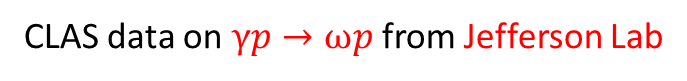 CLAS data on γp → ωp from Jefferson Lab